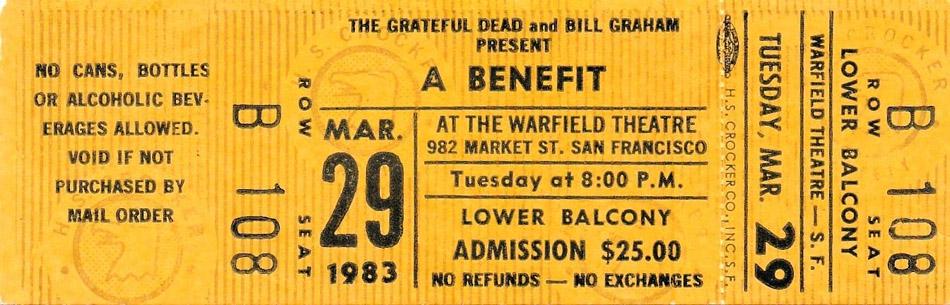 NO CANS, BOTTLES
OR ALCOHOLIC BEV-
ERAGES ALLOWED.
VOID IF NOT
PURCHASED BY
MAIL ORDER
ROW B
SEAT 108
THE GRATEFUL DEAD and BILL GRAHAM
PRESENT
A BENEFIT
MAR.
29
1983
AT THE WARFIELD THEATRE
982 MARKET ST. SAN FRANCISCO
Tuesday at 8:00 P.M.
LOWER BALCONY
ADMISSION $25.00
NO REFUNDS — NO EXCHANGES
H.S. CROCKER CO., INC., S.F.
TUESDAY, MAR. 29
WARFIELD THEATRE — S. F.
LOWER BALCONY
ROW B
SEAT 108